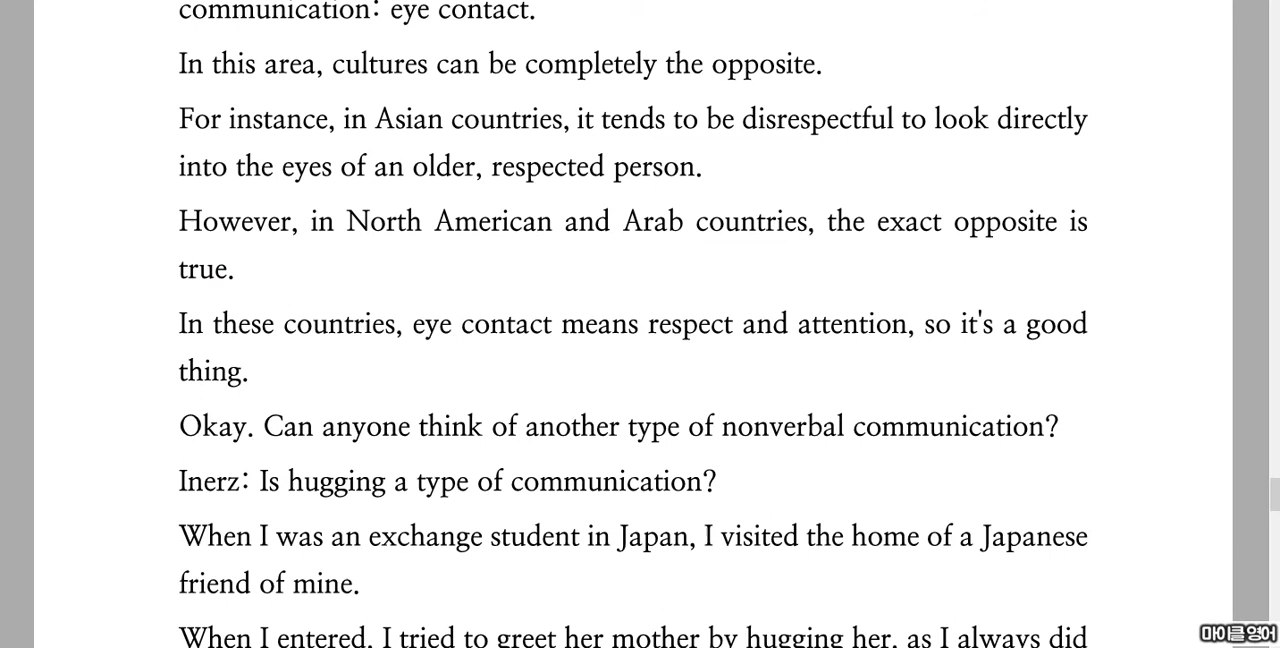 communication: eye contact.
In this area, cultures can be completely the opposite.
For instance, in Asian countries, it tends to be disrespectful to look directly
into the eyes of an older, respected person.
However, in North American and Arab countries, the exact opposite is
true.
In these countries, eye contact means respect and attention, so it's a good
thing.
Okay. Can anyone think of another type of nonverbal communication?
Inerz: Is hugging a type of communication?
When I was an exchange student in Japan, I visited the home of a Japanese
friend of mine.
When I entered, I tried to greet her mother by hugging her, as I always did
마이클영어